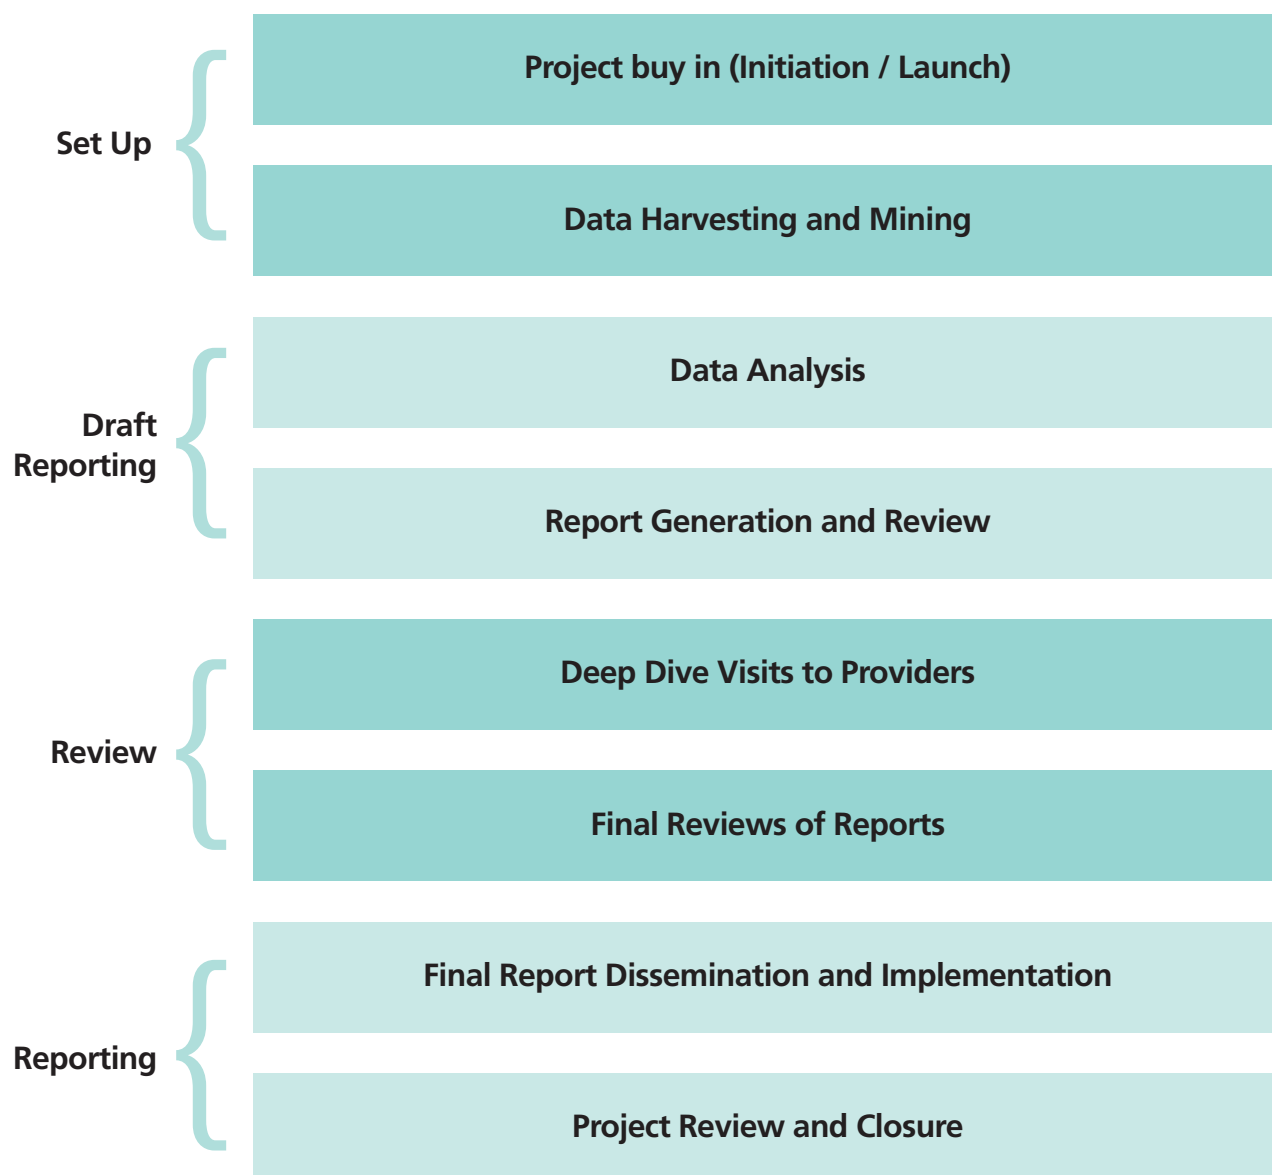 Project buy in (Initiation / Launch)
Set Up
Data Harvesting and Mining
Data Analysis
Draft
Reporting
Report Generation and Review
Deep Dive Visits to Providers
Review
Final Reviews of Reports
Final Report Dissemination and Implementation
Reporting
Project Review and Closure